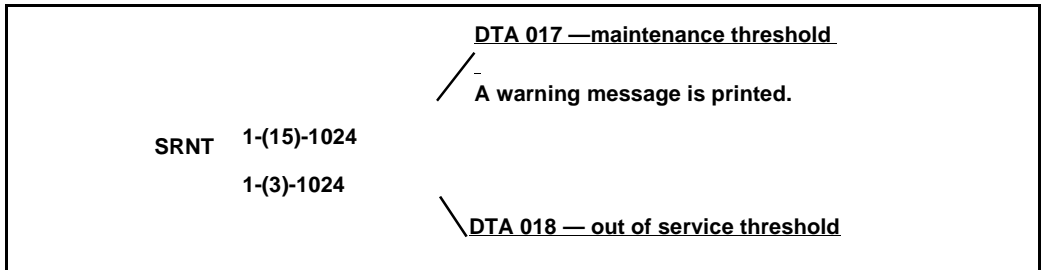 DTA 017 —maintenance threshold
A warning message is printed.
SRNT 1-(15)-1024
1-(3)-1024
DTA 018 — out of service threshold